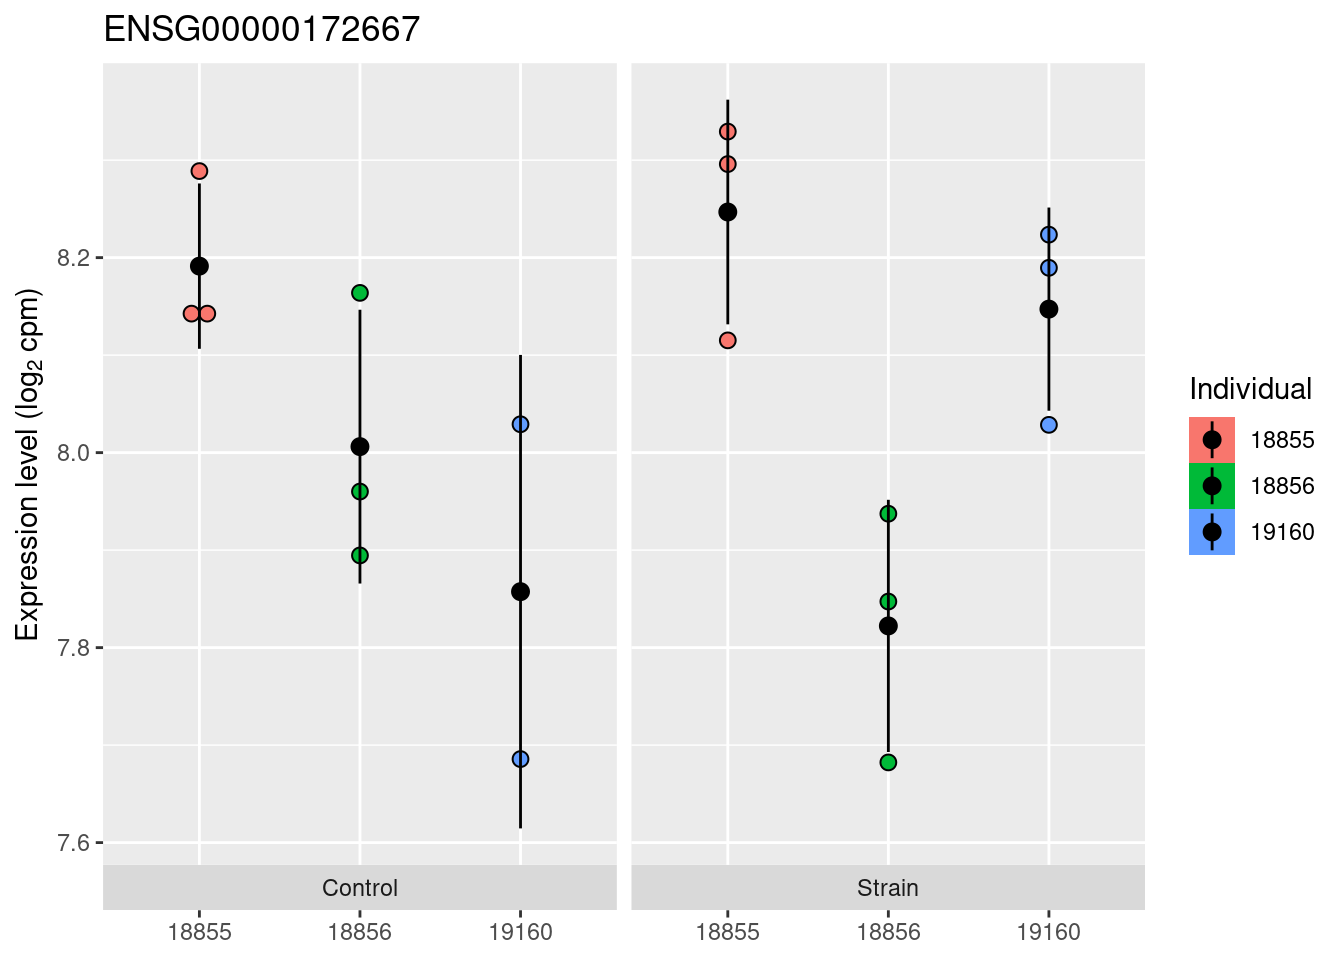 ENSG00000172667
Expression level (log2 cpm)
8.2
8.0
7.8
7.6
Control
Strain
18855
18856
19160
18855
18856
19160
Individual
18855
18856
19160